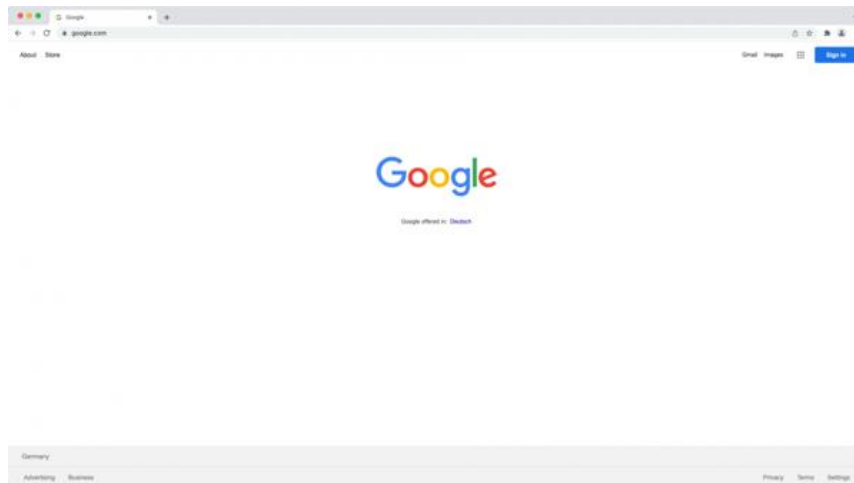 Google
google.com
About Store Gmail Images Sign in
Google
Google offered in: Deutsch
Germany
Advertising Business Privacy Terms Settings